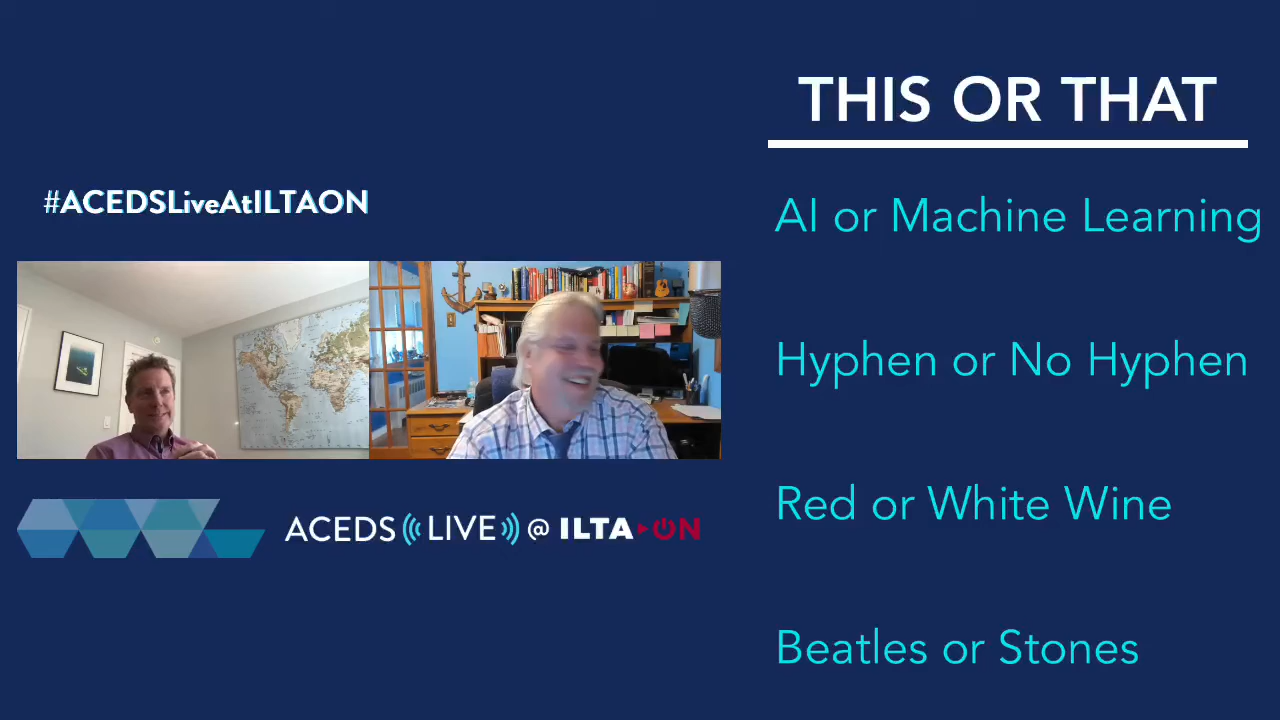 THIS OR THAT
#ACEDSLiveAtILTAON
AI or Machine Learning
Hyphen or No Hyphen
Red or White Wine
Beatles or Stones
ACEDS LIVE @ ILTA ON